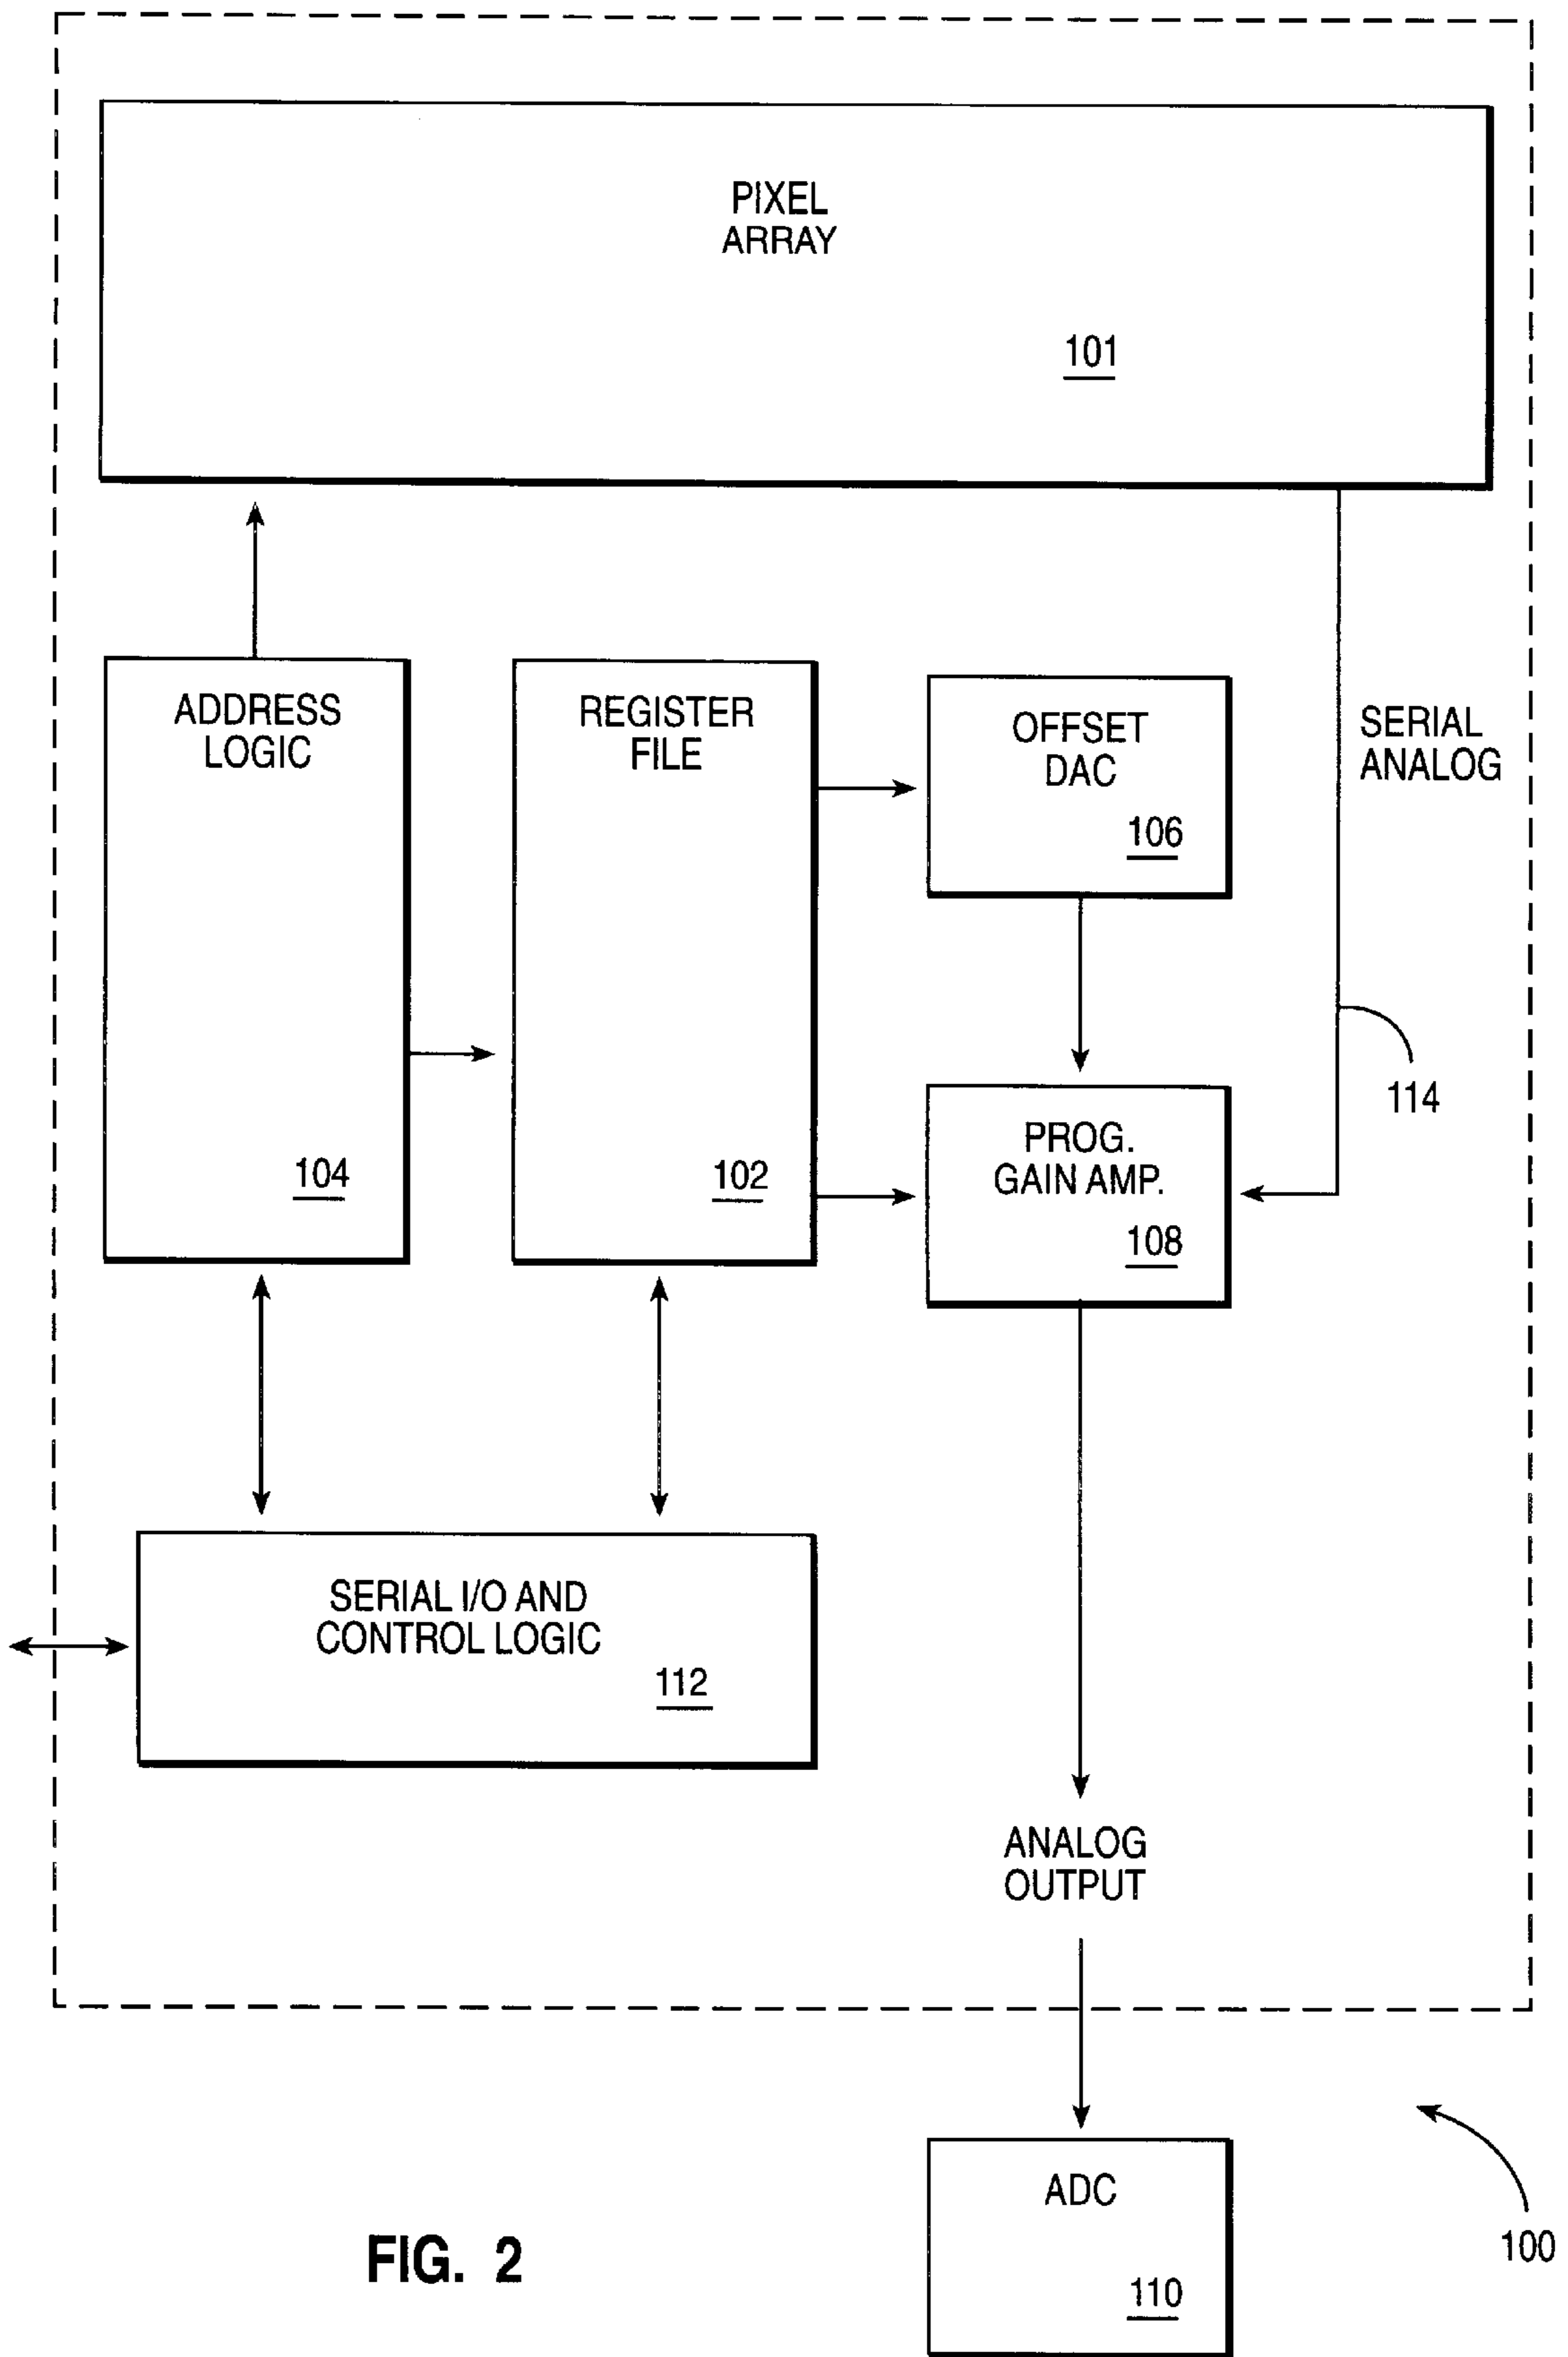 PIXEL
ARRAY
101
ADDRESS
LOGIC
104
REGISTER
FILE
102
OFFSET
DAC
106
SERIAL
ANALOG
114
PROG.
GAIN AMP.
108
SERIAL I/O AND
CONTROL LOGIC
112
ANALOG
OUTPUT
ADC
110
100
FIG. 2